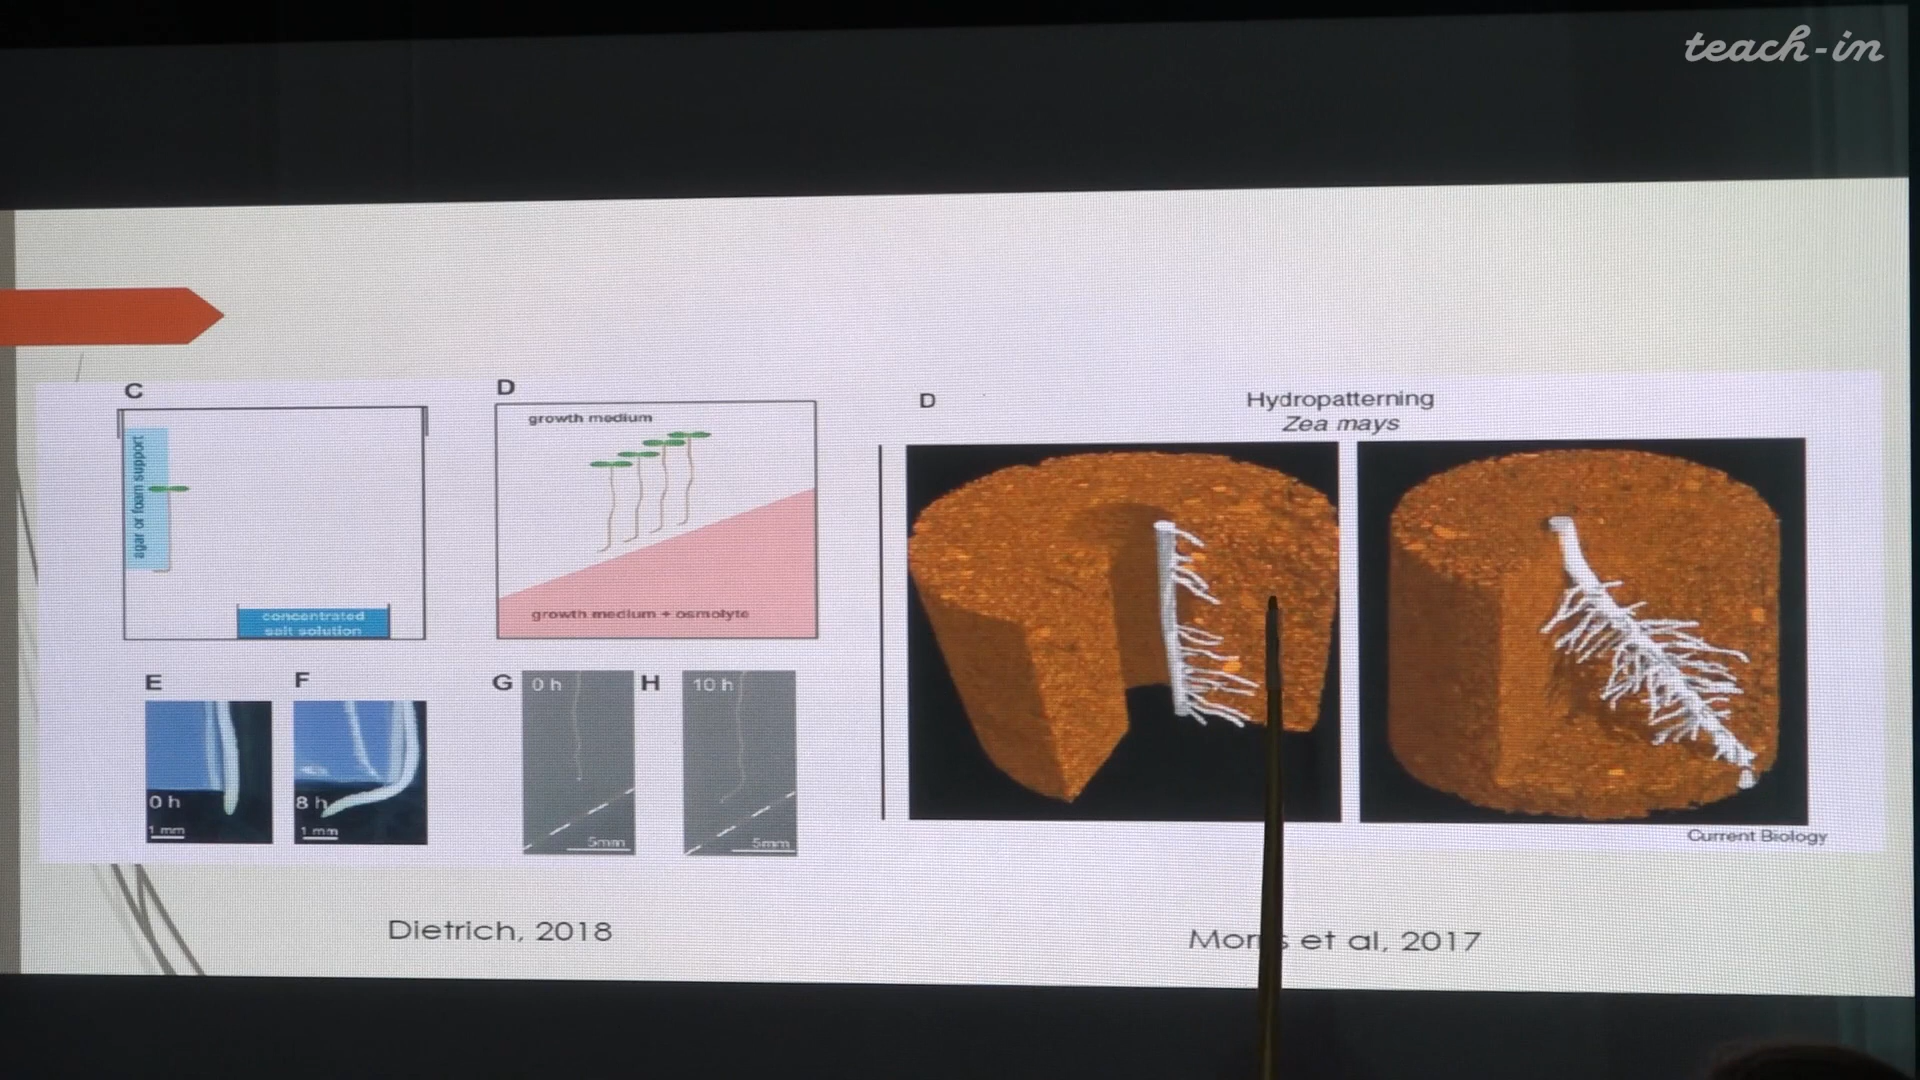 teach-in
C
agar or foam support
concentrated
salt solution
D
growth medium
growth medium + osmolyte
E
0 h
1 mm
F
8 h
1 mm
G
0 h
5mm
H
10 h
5mm
Dietrich, 2018
D
Hydropatterning
Zea mays
Current Biology
et al, 2017